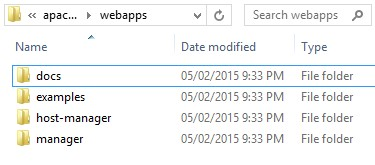 « apac... ▸ webapps Search webapps
Name Date modified Type
docs 05/02/2015 9:33 PM File folder
examples 05/02/2015 9:33 PM File folder
host-manager 05/02/2015 9:33 PM File folder
manager 05/02/2015 9:33 PM File folder